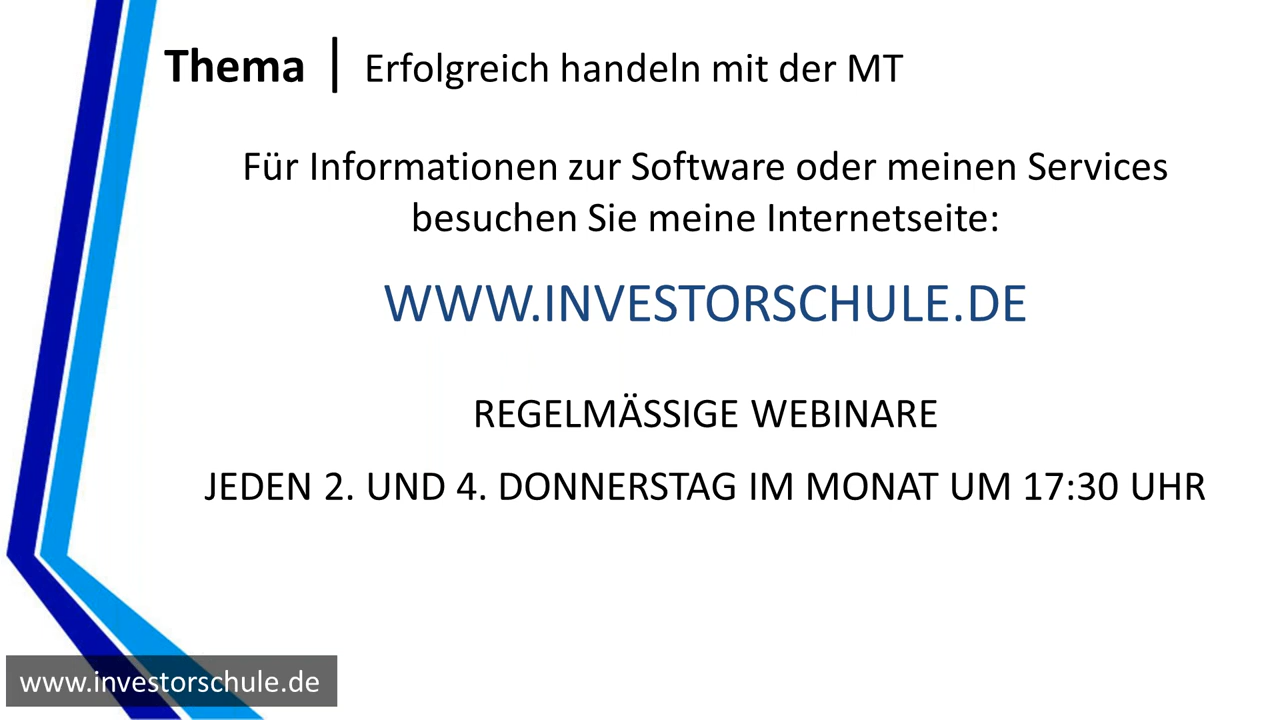 Thema | Erfolgreich handeln mit der MT
Für Informationen zur Software oder meinen Services
besuchen Sie meine Internetseite:
WWW.INVESTORSCHULE.DE
REGELMÄSSIGE WEBINARE
JEDEN 2. UND 4. DONNERSTAG IM MONAT UM 17:30 UHR
www.investorschule.de